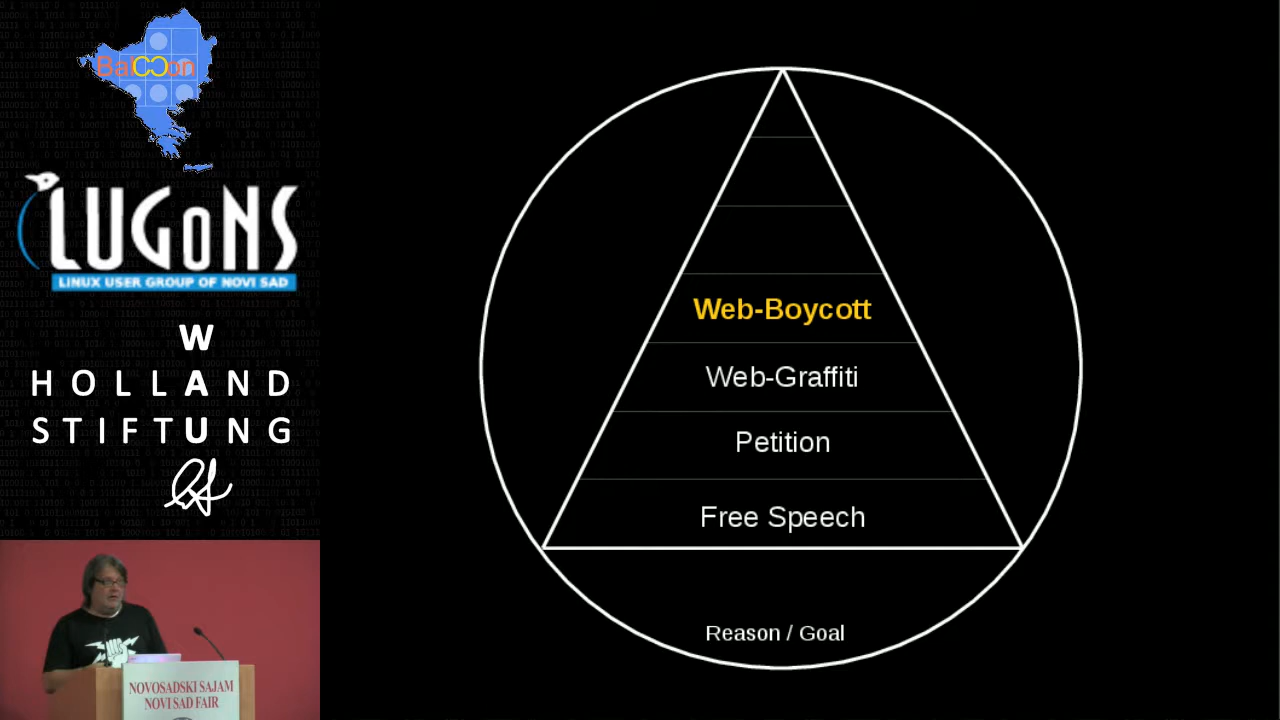 BalCCon
LUGoNS
LINUX USER GROUP OF NOVI SAD
W
HOLLAND
STIFTUNG
Web-Boycott
Web-Graffiti
Petition
Free Speech
Reason / Goal
NOVOSADSKI SAJAM
NOVI SAD FAIR